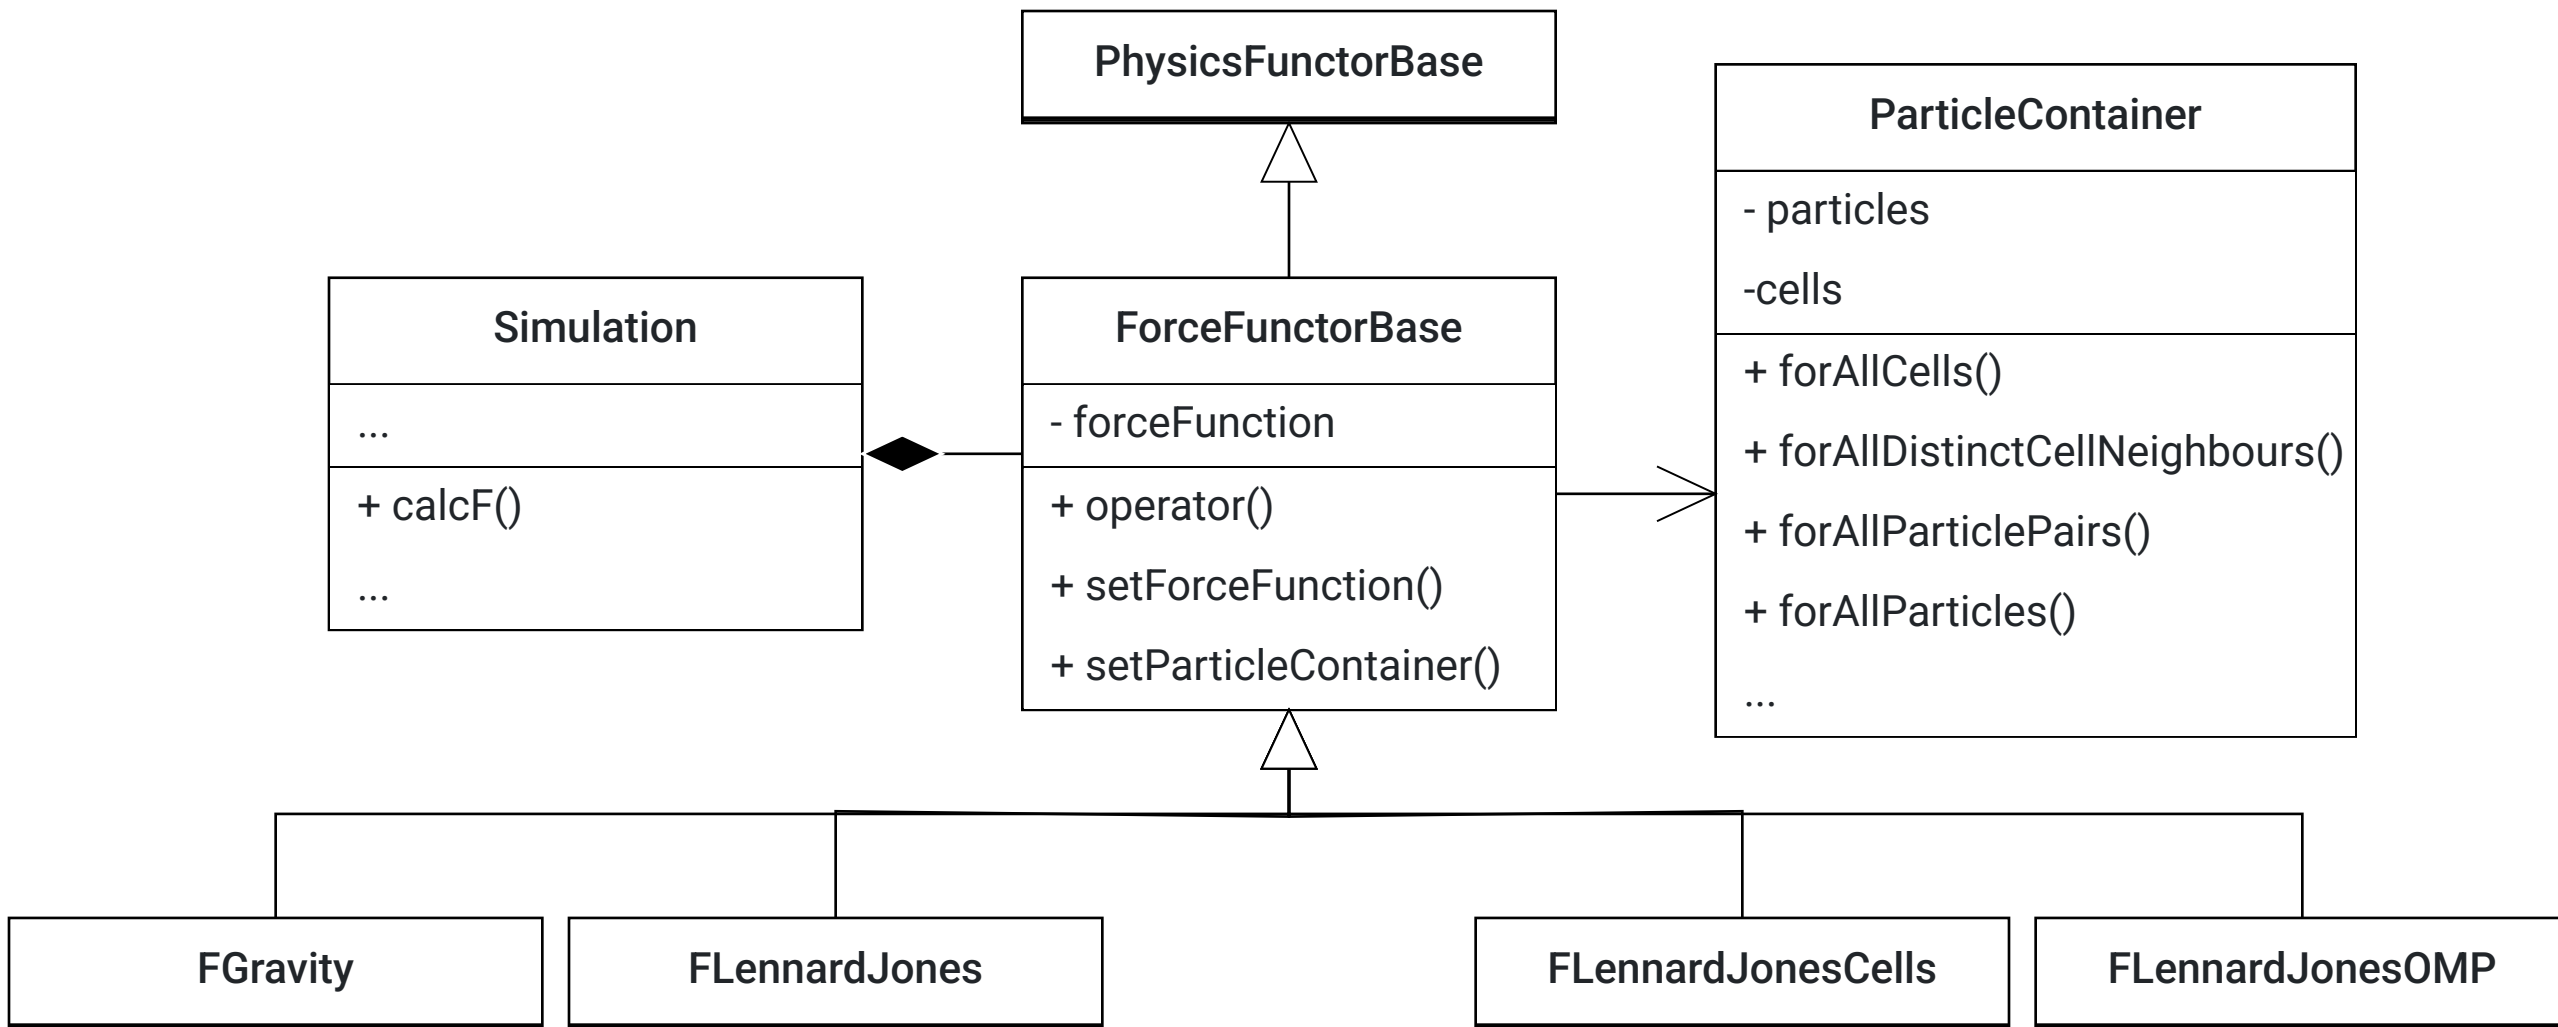 PhysicsFunctorBase
ParticleContainer
- particles
-cells
+ forAllCells()
+ forAllDistinctCellNeighbours()
+ forAllParticlePairs()
+ forAllParticles()
...
Simulation
...
+ calcF()
...
ForceFunctorBase
- forceFunction
+ operator()
+ setForceFunction()
+ setParticleContainer()
FGravity
FLennardJones
FLennardJonesCells
FLennardJonesOMP